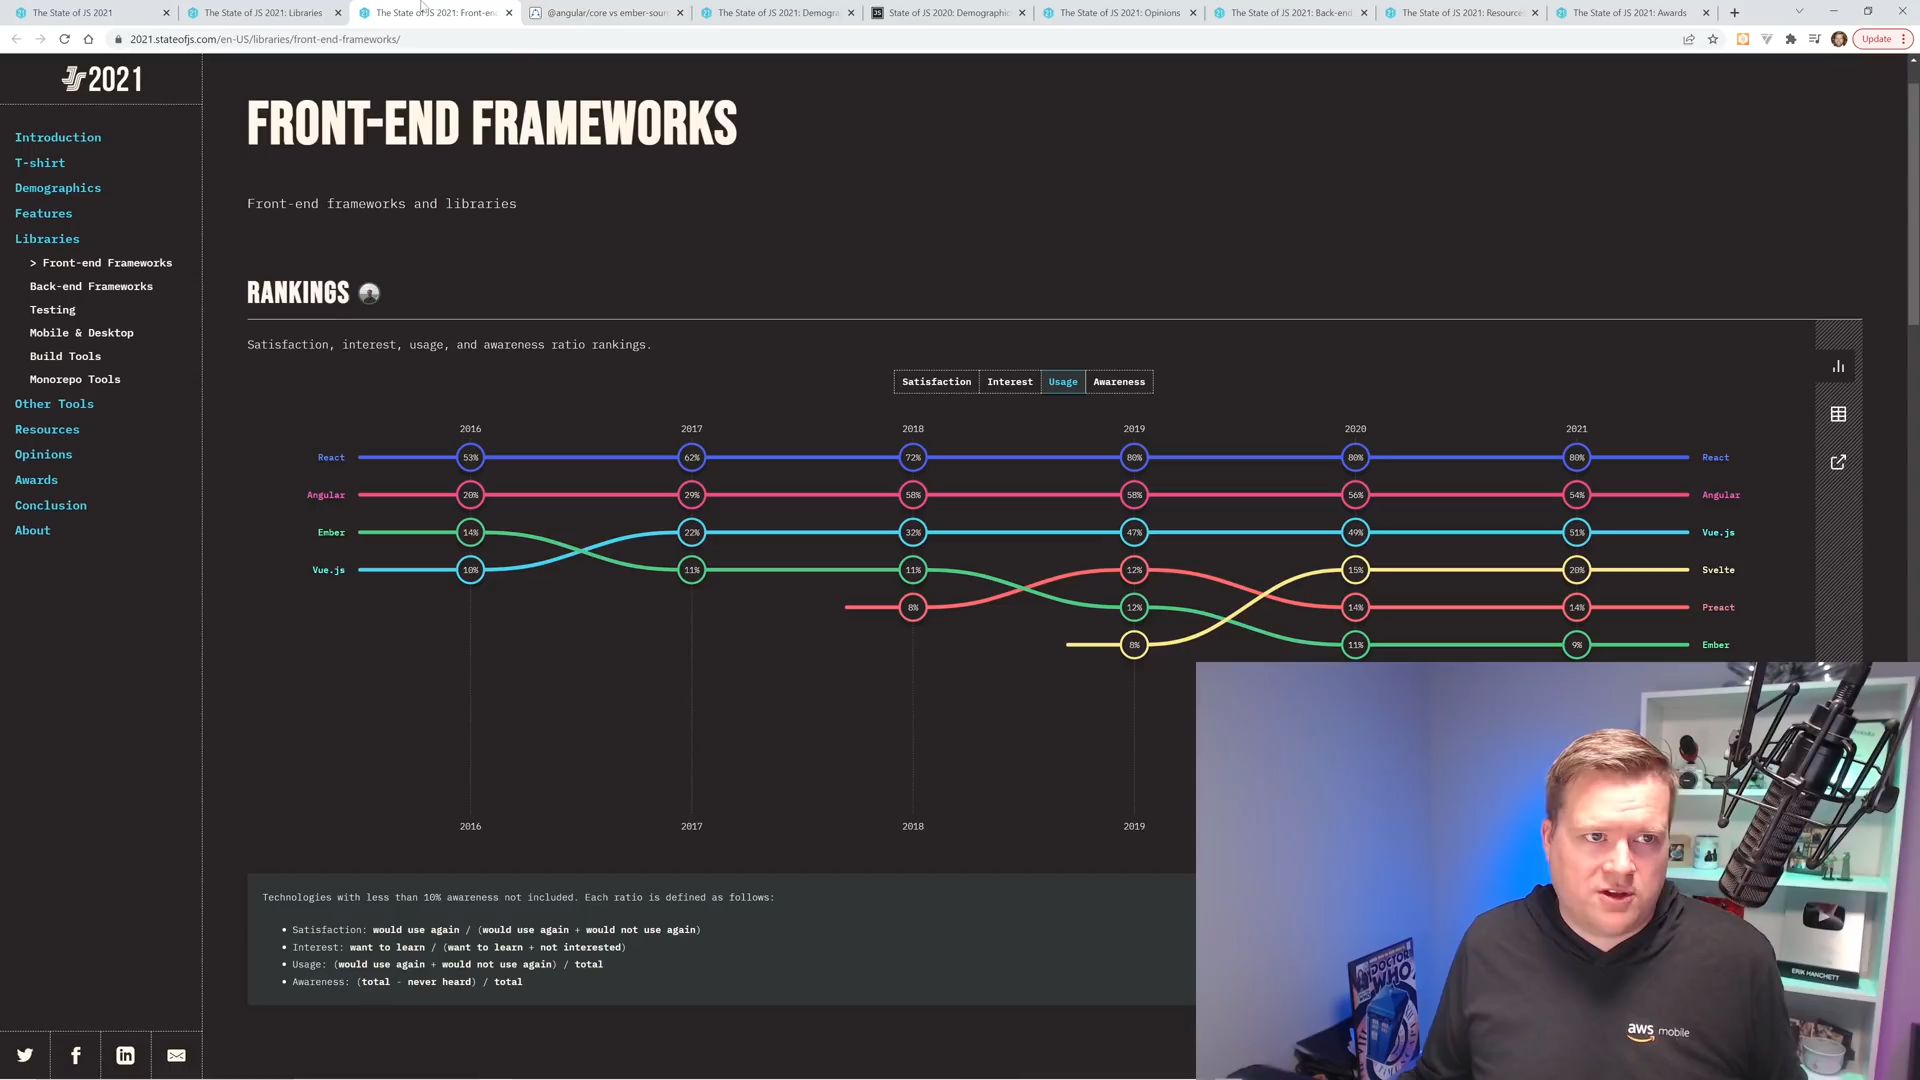 The State of JS 2021
The State of JS 2021: Libraries
The State of JS 2021: Front-en
@angular/core vs ember-sour
The State of JS 2021: Demogra
State of JS 2020: Demographic
The State of JS 2021: Opinions
The State of JS 2021: Back-end
The State of JS 2021: Resource
The State of JS 2021: Awards
2021.stateofjs.com/en-US/libraries/front-end-frameworks/
Update
JS 2021
Introduction
T-shirt
Demographics
Features
Libraries
> Front-end Frameworks
Back-end Frameworks
Testing
Mobile & Desktop
Build Tools
Monorepo Tools
Other Tools
Resources
Opinions
Awards
Conclusion
About
FRONT-END FRAMEWORKS
Front-end frameworks and libraries
RANKINGS
Satisfaction, interest, usage, and awareness ratio rankings.
Satisfaction Interest Usage Awareness
2016 2017 2018 2019 2020 2021
React 53% 62% 72% 80% 80% 80% React
Angular 20% 29% 58% 58% 56% 54% Angular
Ember 14% 22% 32% 47% 49% 51% Vue.js
Vue.js 10% 11% 11% 12% 15% 20% Svelte
8% 12% 14% 14% Preact
8% 11% 9% Ember
2016 2017 2018 2019
Technologies with less than 10% awareness not included. Each ratio is defined as follows:
• Satisfaction: would use again / (would use again + would not use again)
• Interest: want to learn / (want to learn + not interested)
• Usage: (would use again + would not use again) / total
• Awareness: (total - never heard) / total
DOCTOR
WHO
ERIK HANCHETT
aws mobile